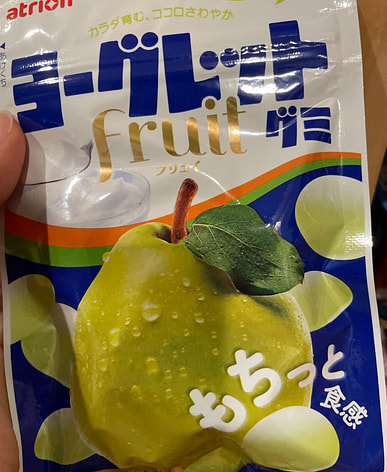 atrion
カラダ育む、ココロさわやか
ヨーグレット
fruit グミ
フリュイ
もちっと
食感